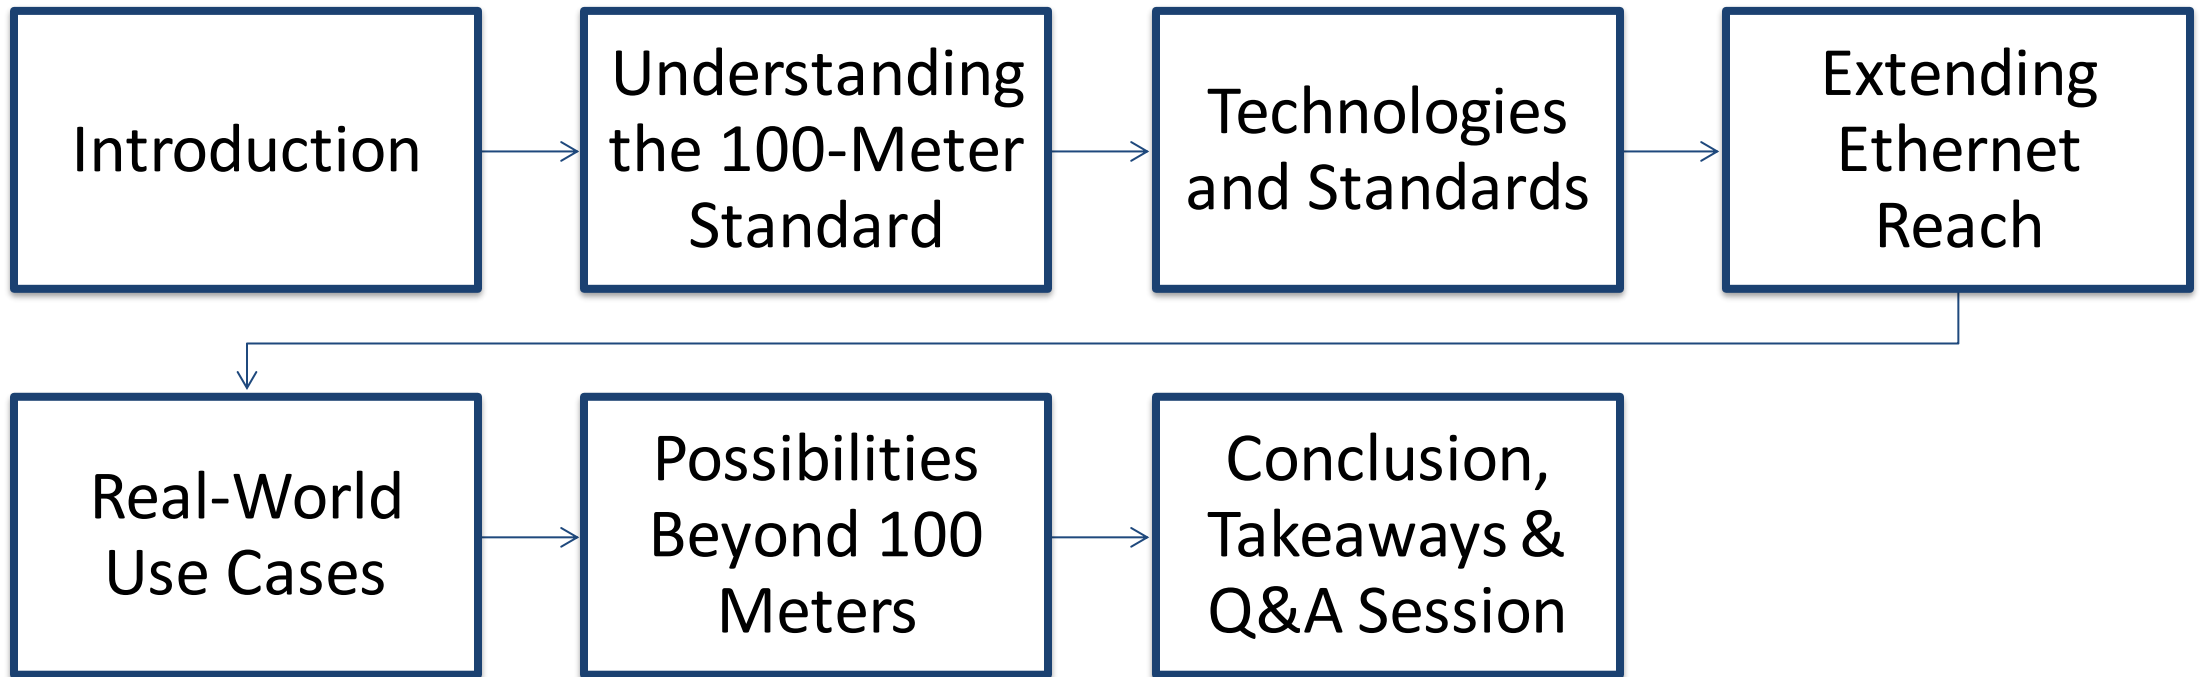 Introduction
Understanding
the 100-Meter
Standard
Technologies
and Standards
Extending
Ethernet
Reach
Real-World
Use Cases
Possibilities
Beyond 100
Meters
Conclusion,
Takeaways &
Q&A Session